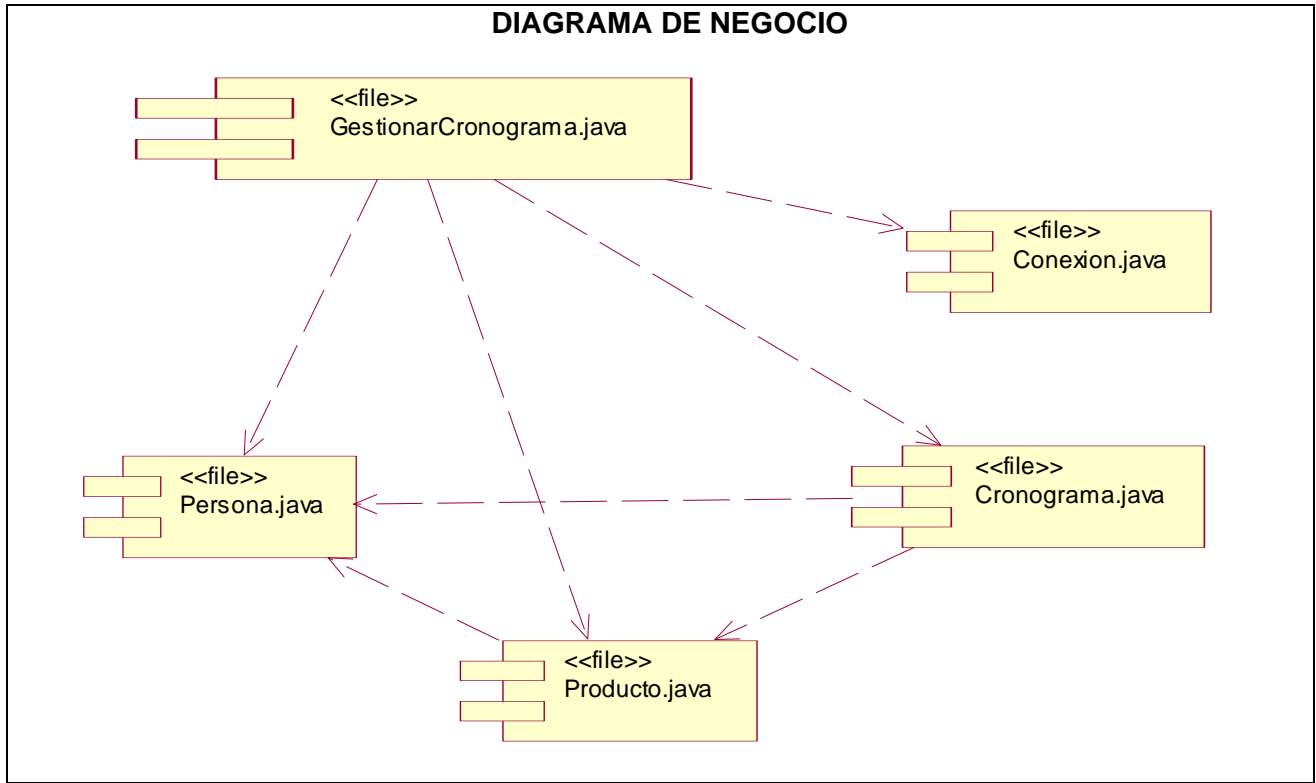 DIAGRAMA DE NEGOCIO
<<file>>
GestionarCronograma.java
<<file>>
Conexion.java
<<file>>
Persona.java
<<file>>
Cronograma.java
<<file>>
Producto.java